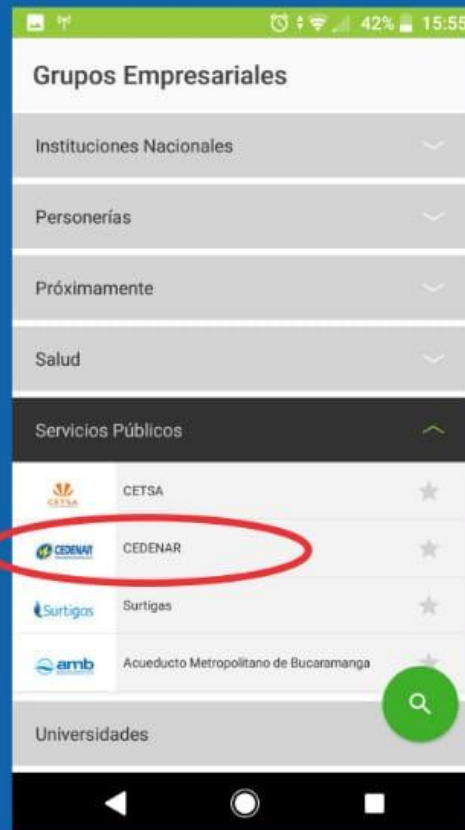 42% 15:55
Grupos Empresariales
Instituciones Nacionales
Personerías
Próximamente
Salud
Servicios Públicos
CETSA CETSA
CEDENAR CEDENAR
Surtigas Surtigas
amb Acueducto Metropolitano de Bucaramanga
Universidades